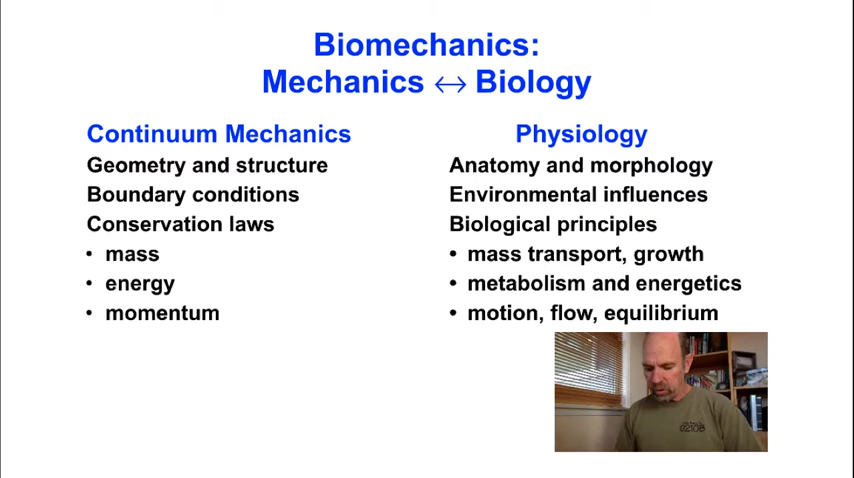 Biomechanics:
Mechanics ↔ Biology
Continuum Mechanics
Geometry and structure
Boundary conditions
Conservation laws
• mass
• energy
• momentum
Physiology
Anatomy and morphology
Environmental influences
Biological principles
• mass transport, growth
• metabolism and energetics
• motion, flow, equilibrium